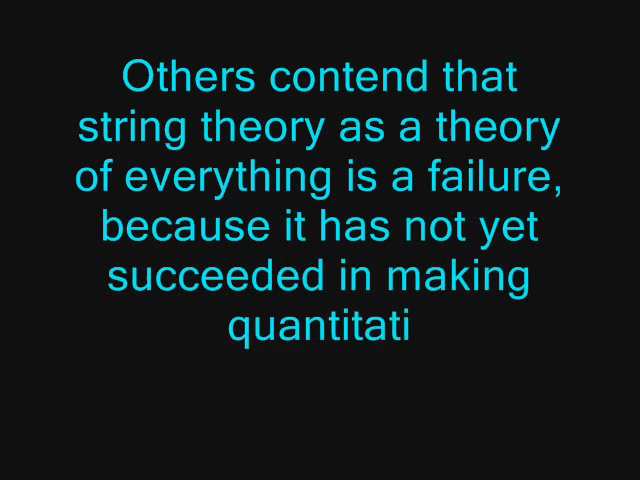 Others contend that
string theory as a theory
of everything is a failure,
because it has not yet
succeeded in making
quantitati